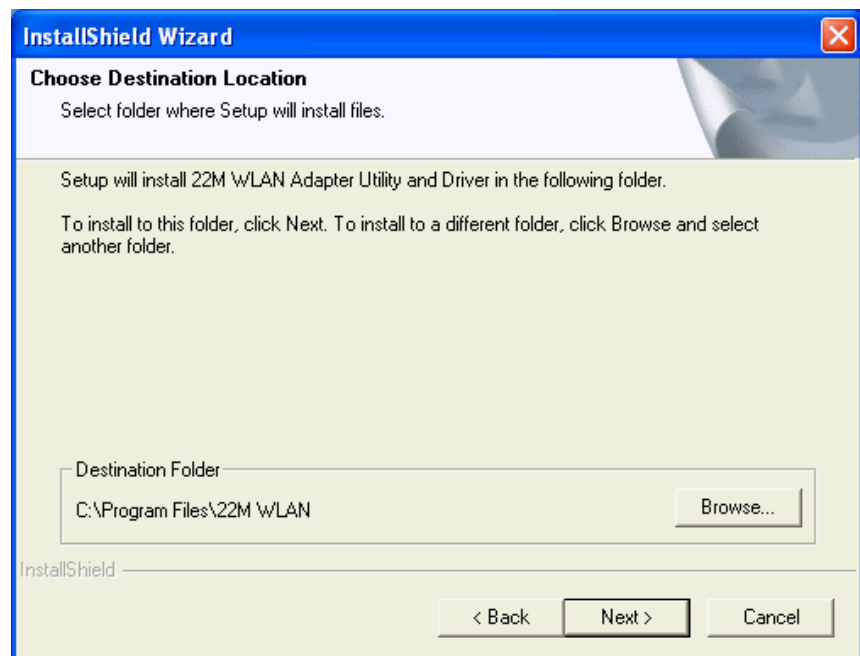 InstallShield Wizard
Choose Destination Location
Select folder where Setup will install files.
Setup will install 22M WLAN Adapter Utility and Driver in the following folder.
To install to this folder, click Next. To install to a different folder, click Browse and select
another folder.
Destination Folder
C:\Program Files\22M WLAN
Browse...
InstallShield
< Back
Next >
Cancel